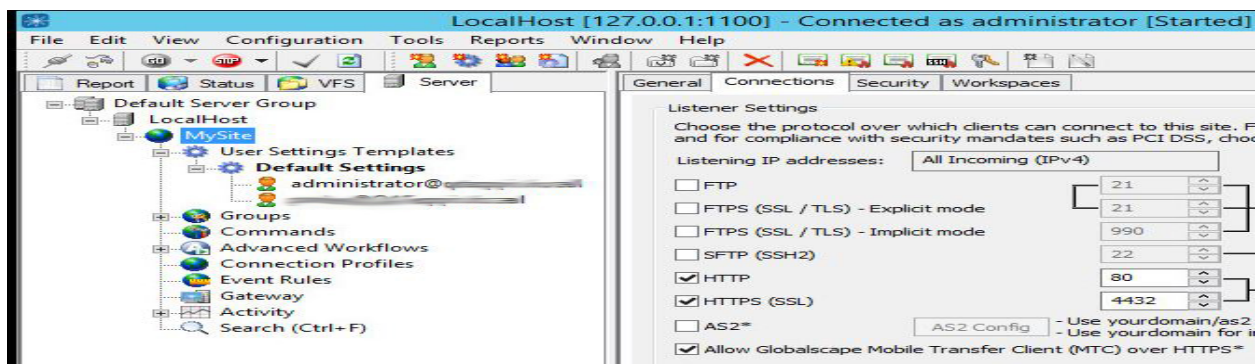 LocalHost [127.0.0.1:1100] - Connected as administrator [Started]
File Edit View Configuration Tools Reports Window Help
GO STOP
Report Status VFS Server
Default Server Group
LocalHost
MySite
User Settings Templates
Default Settings
administrator@
Groups
Commands
Advanced Workflows
Connection Profiles
Event Rules
Gateway
Activity
Search (Ctrl+F)
General Connections Security Workspaces
Listener Settings
Choose the protocol over which clients can connect to this site. F
and for compliance with security mandates such as PCI DSS, choo
Listening IP addresses: All Incoming (IPv4)
FTP 21
FTPS (SSL / TLS) - Explicit mode 21
FTPS (SSL / TLS) - Implicit mode 990
SFTP (SSH2) 22
HTTP 80
HTTPS (SSL) 4432
AS2* AS2 Config - Use yourdomain/as2
- Use yourdomain for i
Allow Globalscape Mobile Transfer Client (MTC) over HTTPS*